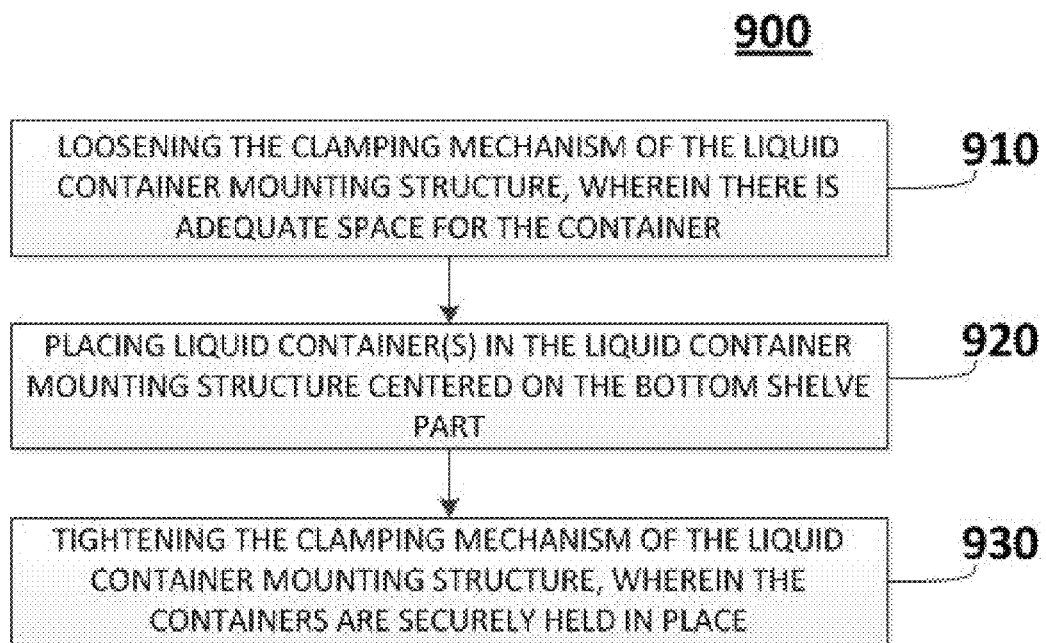 900
LOOSENING THE CLAMPING MECHANISM OF THE LIQUID
CONTAINER MOUNTING STRUCTURE, WHEREIN THERE IS
ADEQUATE SPACE FOR THE CONTAINER
910
PLACING LIQUID CONTAINER(S) IN THE LIQUID CONTAINER
MOUNTING STRUCTURE CENTERED ON THE BOTTOM SHELVE
PART
920
TIGHTENING THE CLAMPING MECHANISM OF THE LIQUID
CONTAINER MOUNTING STRUCTURE, WHEREIN THE
CONTAINERS ARE SECURELY HELD IN PLACE
930